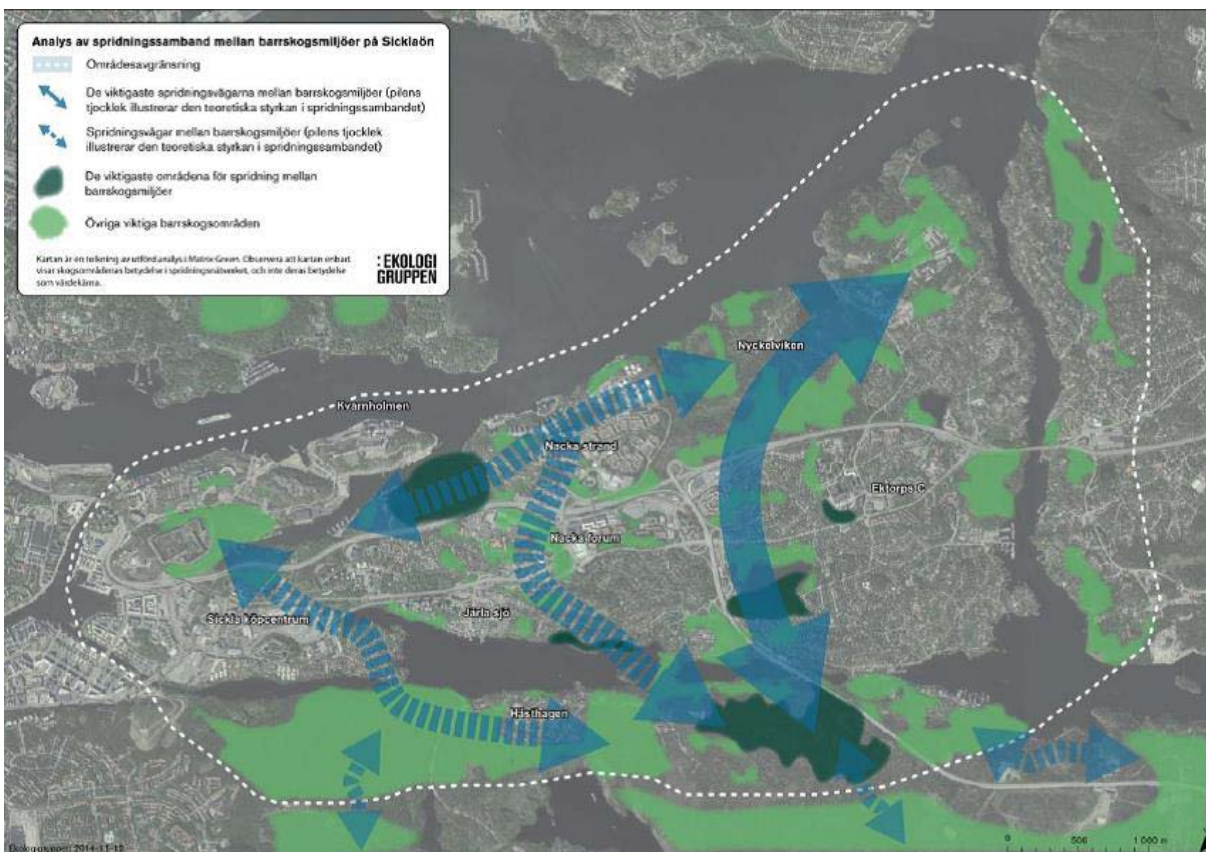 Analys av spridningssamband mellan barrskogsmiljöer på Sicklaön
Områdesavgränsning
De viktigaste spridningsvägarna mellan barrskogsmiljöer (pilens
tjocklek illustrerar den teoretiska styrkan i spridningssambandet)
Spridningsvägar mellan barrskogsmiljöer (pilens tjocklek
illustrerar den teoretiska styrkan i spridningssambandet)
De viktigaste områdena för spridning mellan
barrskogsmiljöer
Övriga viktiga barrskogsområden
Kartan är en tolkning av utförd analys i Matrix Green. Observera att kartan enbart
visar skogsområdenas betydelse i spridningsnätverket, och inte deras betydelse
som värdekärna.
:EKOLOGI
GRUPPEN
Nyckelviken
Kvarnholmen
Nacka strand
Ektorps C
Nacka forum
Järla sjö
Sickla köpcentrum
Hästhagen
0 500 1 000 m
Ekologigruppen 2014-11-12